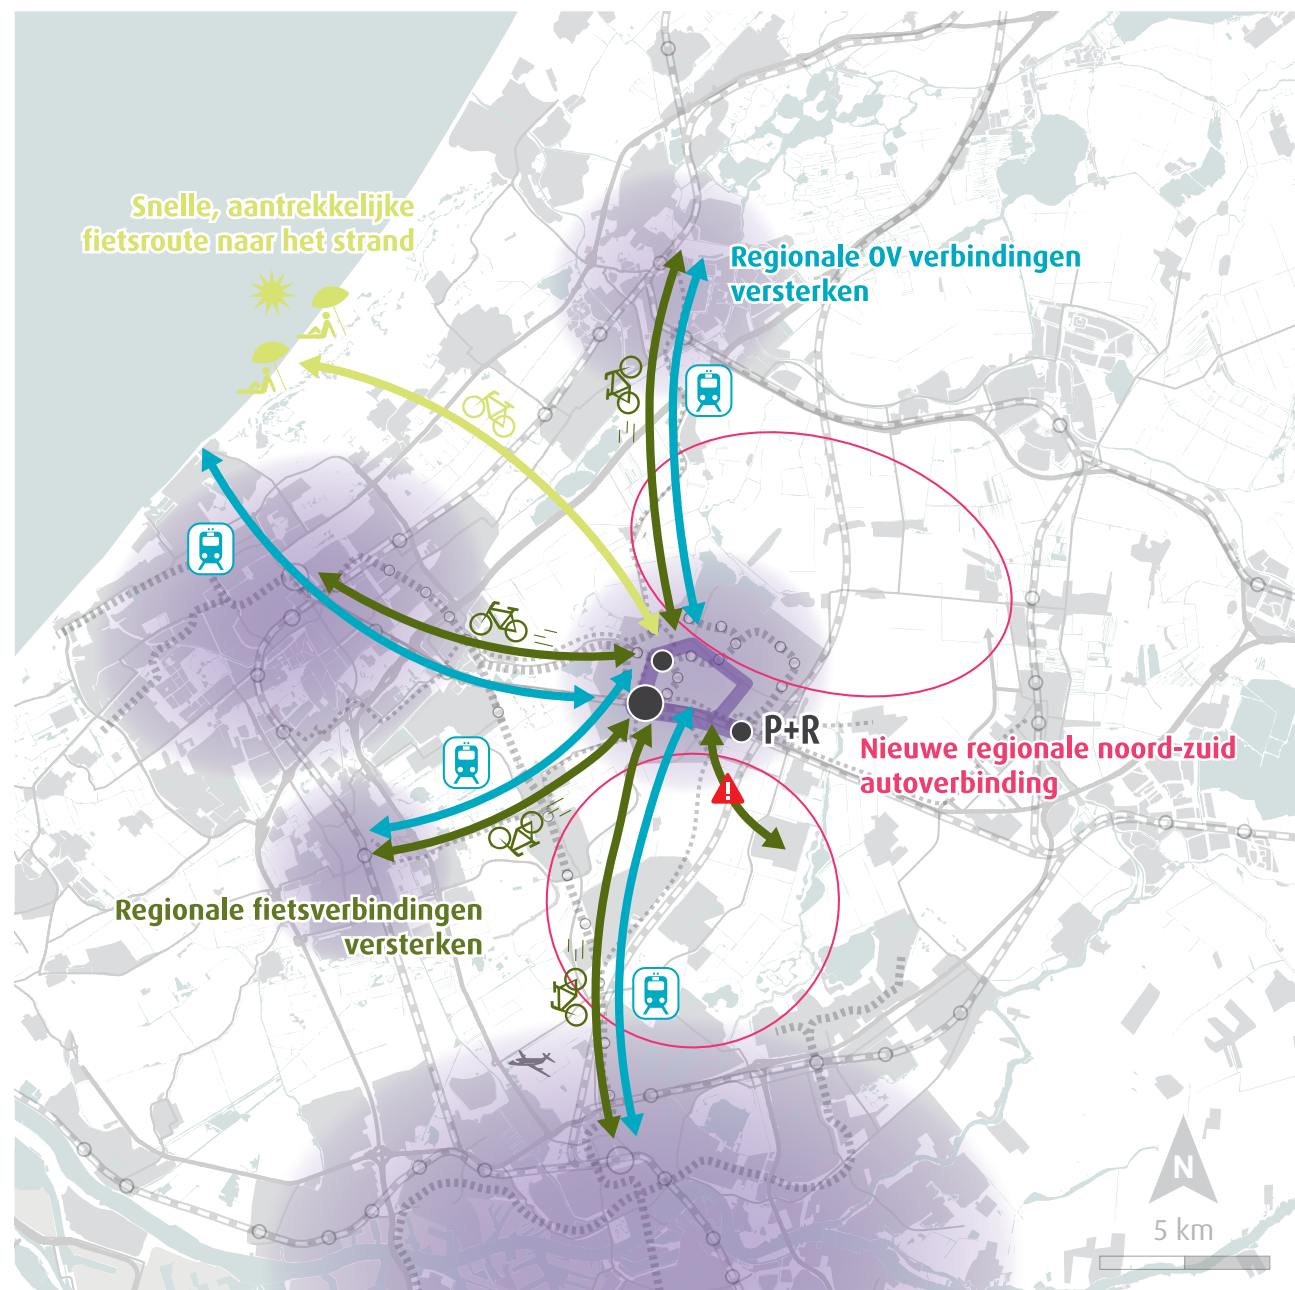 Snelle, aantrekkelijke
fietsroute naar het strand
Regionale OV verbindingen
versterken
P+R
Nieuwe regionale noord-zuid
autoverbinding
Regionale fietsverbindingen
versterken
N
5 km